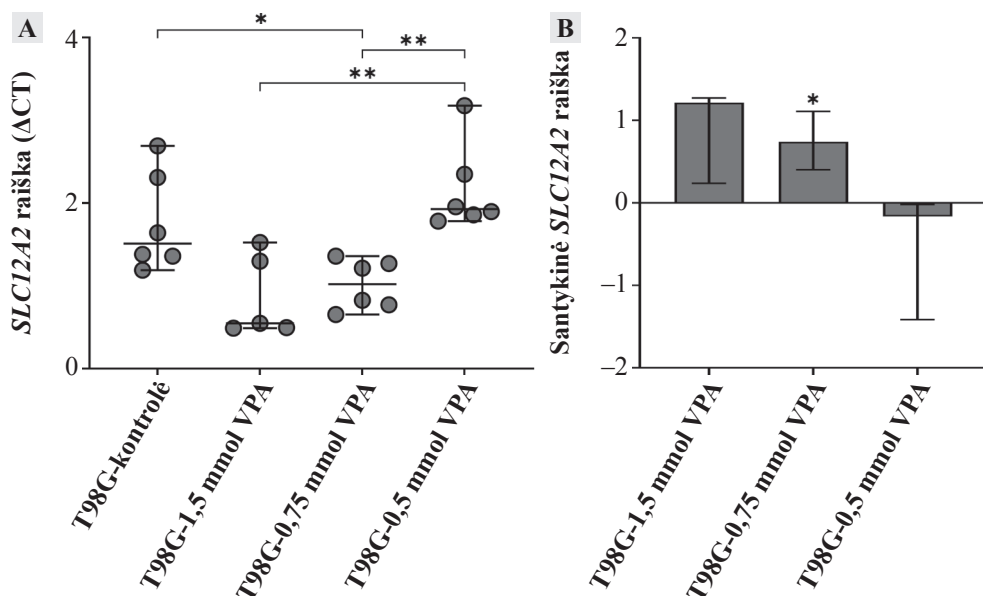 A
SLC12A2 raiška (ΔCT)
4
2
0
*
**
**
T98G-kontrolė
T98G-1,5 mmol VPA
T98G-0,75 mmol VPA
T98G-0,5 mmol VPA
B
Santykinė SLC12A2 raiška
2
1
0
–1
–2
*
T98G-1,5 mmol VPA
T98G-0,75 mmol VPA
T98G-0,5 mmol VPA